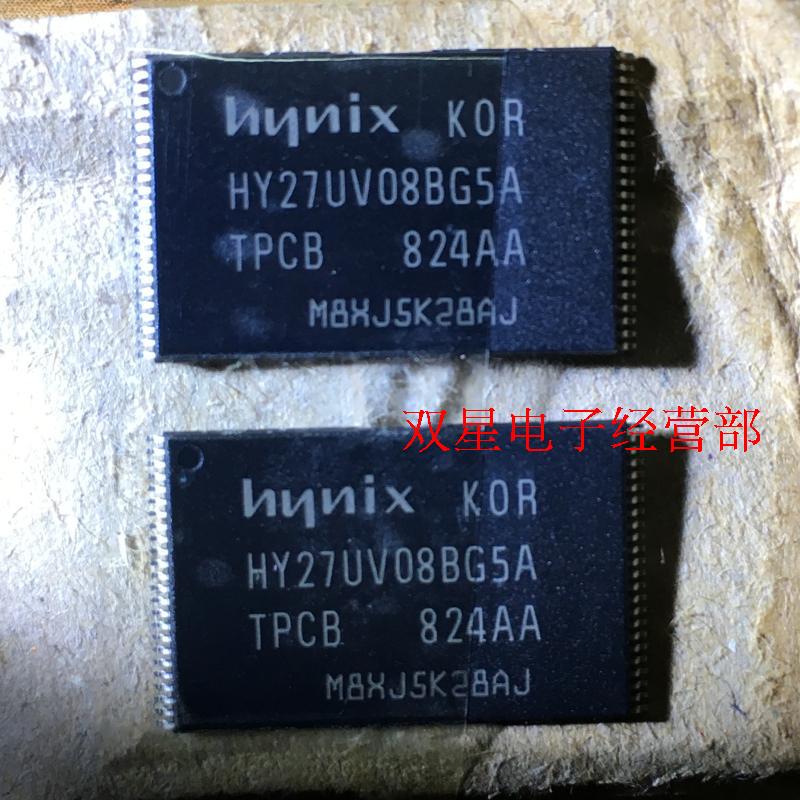 hynix KOR
HY27UV08BG5A
TPCB 824AA
M8XJ5K28AJ
双星电子经营部
hynix KOR
HY27UV08BG5A
TPCB 824AA
M8XJ5K28AJ